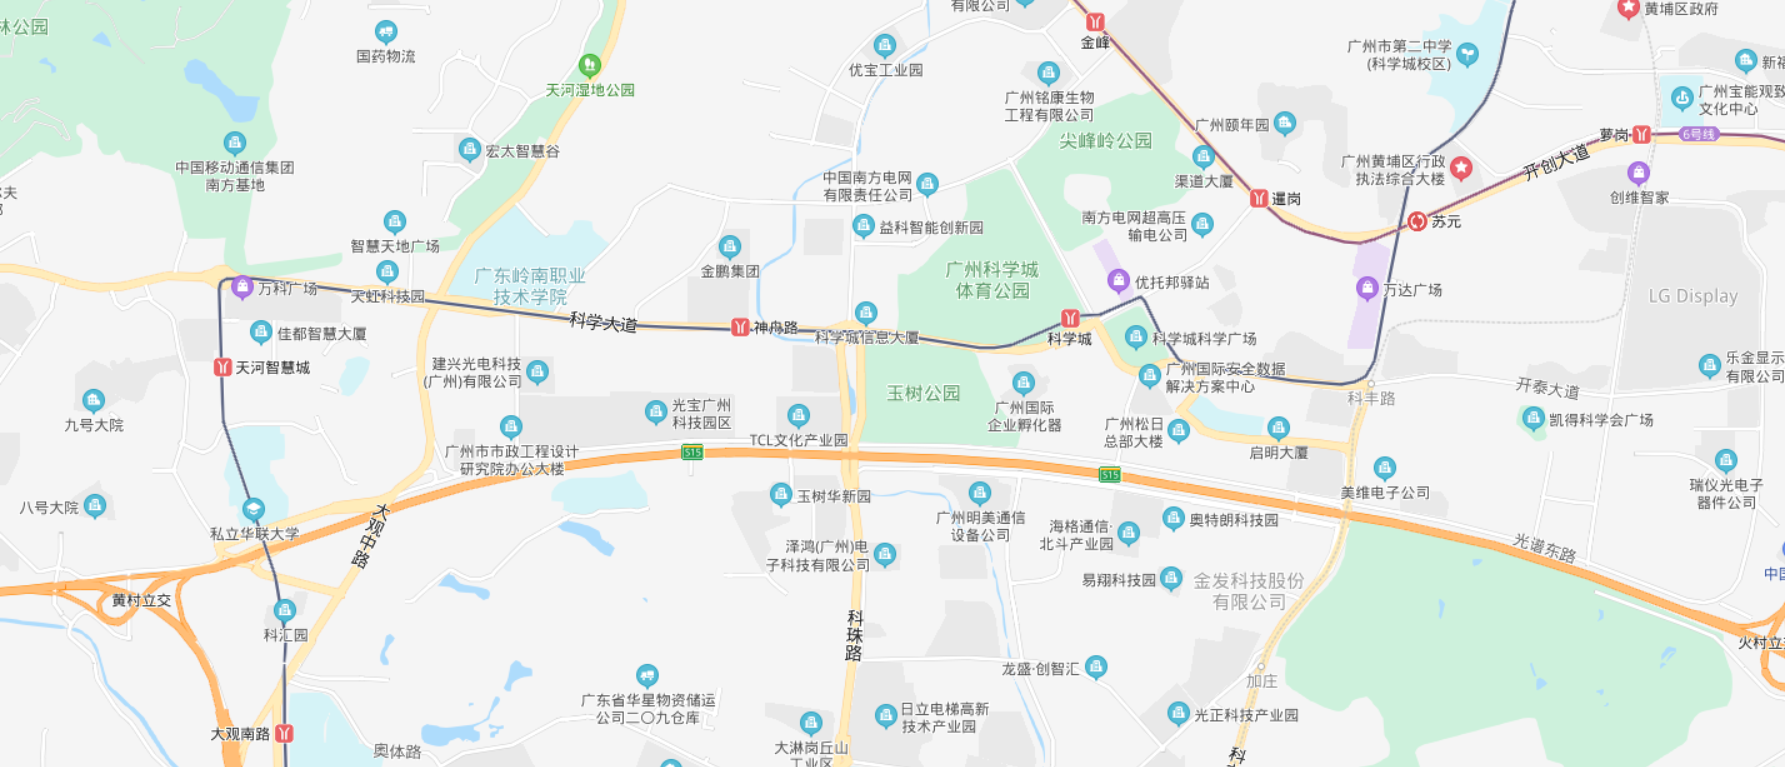 林公园
国药物流
天河湿地公园
有限公司
优宝工业园
金峰
广州铭康生物
工程有限公司
广州市第二中学
(科学城校区)
黄埔区政府
新福
广州宝能观致
文化中心
中国移动通信集团
南方基地
宏太智慧谷
尖峰岭公园
广州颐年园
渠道大厦
萝岗
6号线
开创大道
广州黄埔区行政
执法综合大楼
创维智家
中国南方电网
有限责任公司
益科智能创新园
暹岗
苏元
南方电网超高压
输电公司
智慧天地广场
金鹏集团
广东岭南职业
技术学院
广州科学城
体育公园
优托邦驿站
万科广场
天虹科技园
万达广场
LG Display
佳都智慧大厦
科学大道
神舟路
科学城信息大厦
科学城
科学城科学广场
天河智慧城
建兴光电科技
(广州)有限公司
玉树公园
广州国际
企业孵化器
广州国际安全数据
解决方案中心
科丰路
开泰大道
乐金显示
有限公司
九号大院
光宝广州
科技园区
TCL文化产业园
广州松日
总部大楼
启明大厦
凯得科学会广场
广州市市政工程设计
研究院办公大楼
S15
S15
美维电子公司
瑞仪光电子
器件公司
八号大院
私立华联大学
大观中路
玉树华新园
广州明美通信
设备公司
海格通信·
北斗产业园
奥特朗科技园
泽鸿(广州)电
子科技有限公司
易翔科技园
金发科技股份
有限公司
光谱东路
中国
黄村立交
科汇园
科珠路
火村立交
龙盛·创智汇
加庄
广东省华星物资储运
公司二〇九仓库
日立电梯高新
技术产业园
光正科技产业园
大观南路
奥体路
大淋岗丘山
工业区
科